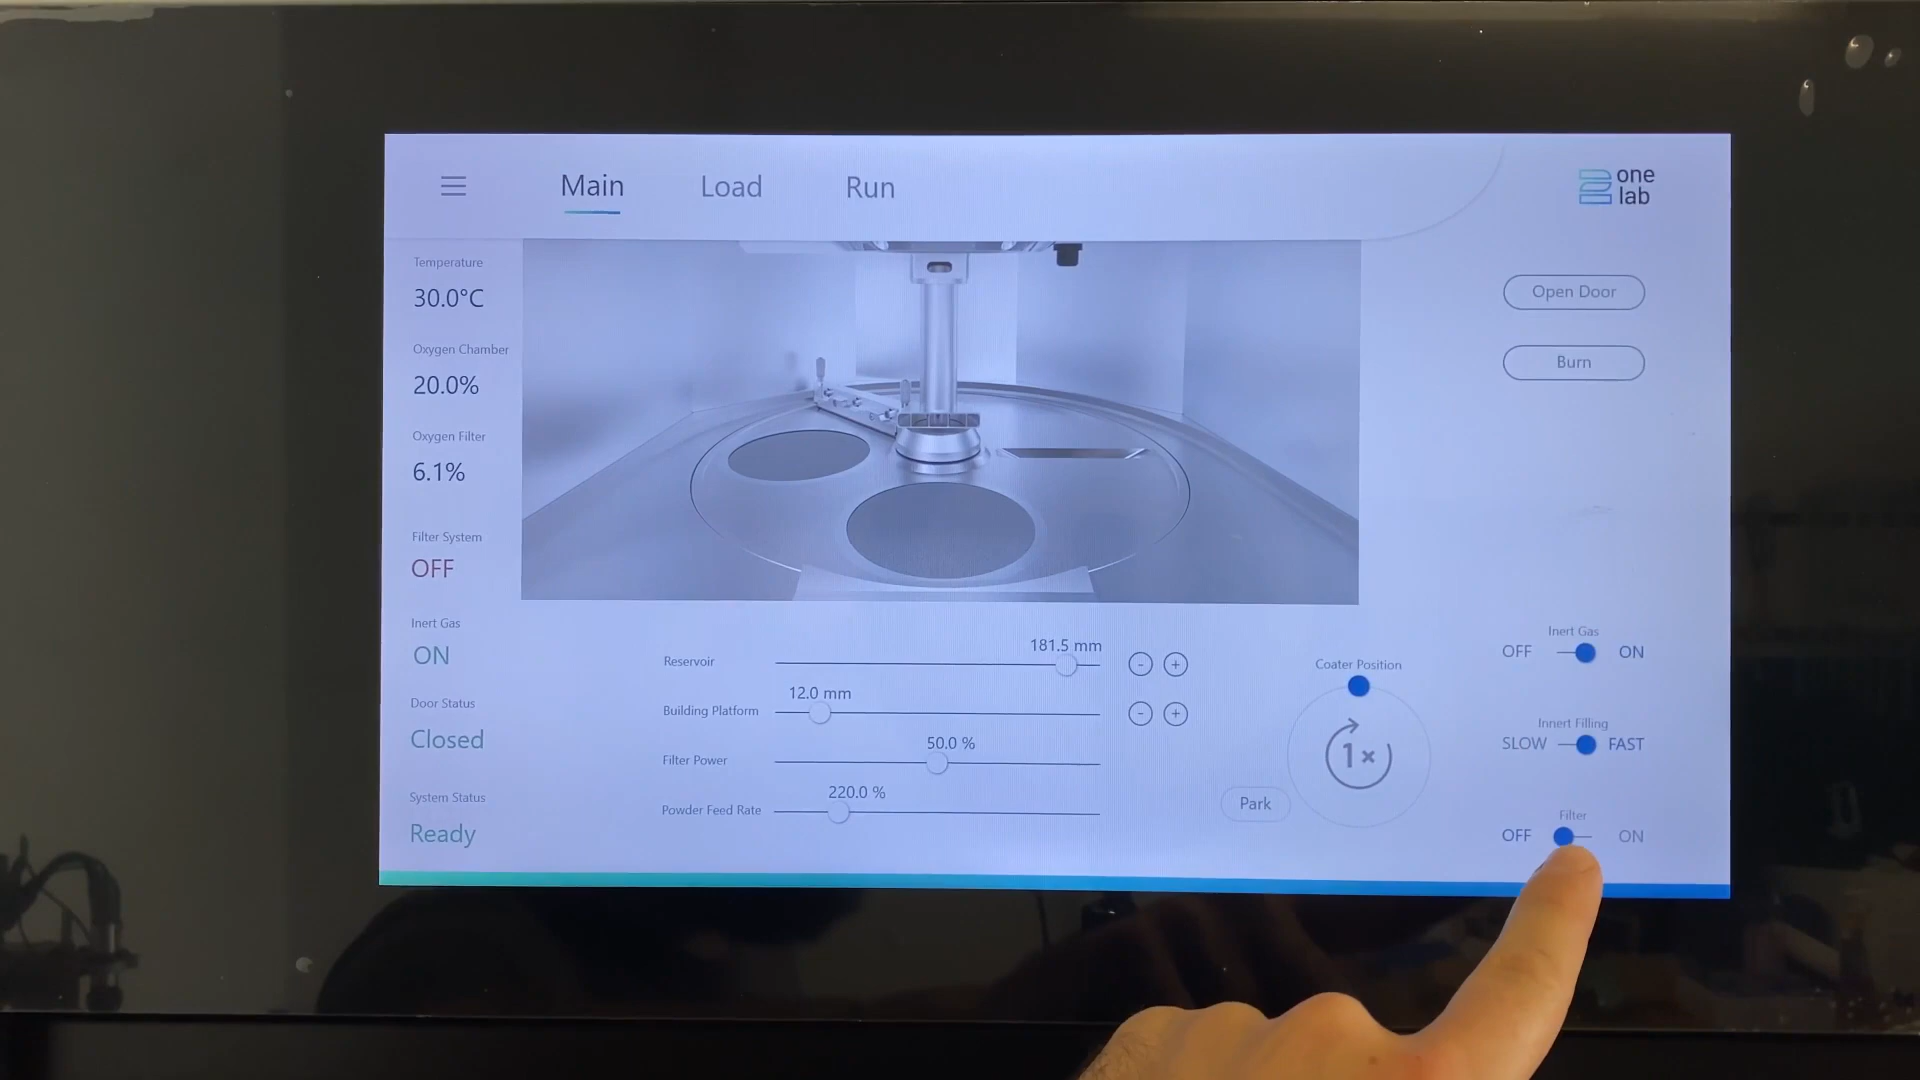 Main
Load
Run
one
lab
Temperature
30.0°C
Oxygen Chamber
20.0%
Oxygen Filter
6.1%
Filter System
OFF
Inert Gas
ON
Door Status
Closed
System Status
Ready
Open Door
Burn
Reservoir
181.5 mm
-
+
Building Platform
12.0 mm
-
+
Filter Power
50.0 %
Powder Feed Rate
220.0 %
Coater Position
1×
Park
Inert Gas
OFF
ON
Innert Filling
SLOW
FAST
Filter
OFF
ON